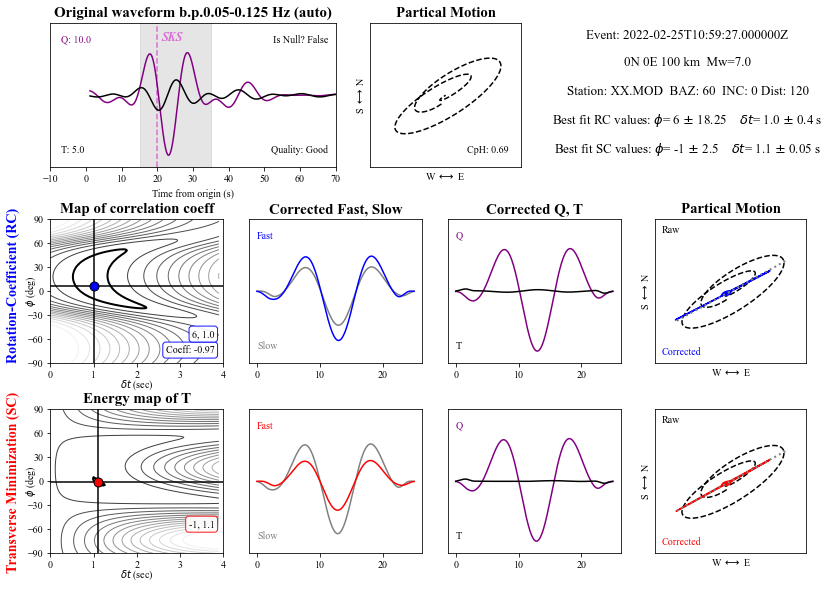 Original waveform b.p.0.05-0.125 Hz (auto)
Q: 10.0
SKS
Is Null? False
T: 5.0
Quality: Good
−10 0 10 20 30 40 50 60 70
Time from origin (s)
Partical Motion
S ⟷ N
CpH: 0.69
W ⟷ E
Event: 2022-02-25T10:59:27.000000Z
0N 0E 100 km Mw=7.0
Station: XX.MOD BAZ: 60 INC: 0 Dist: 120
Best fit RC values: ϕ= 6 ± 18.25 δt= 1.0 ± 0.4 s
Best fit SC values: ϕ= -1 ± 2.5 δt= 1.1 ± 0.05 s
Rotation-Coefficient (RC)
Map of correlation coeff
90
60
30
0
−30
−60
−90
ϕ (deg)
6, 1.0
Coeff: -0.97
0 1 2 3 4
δt (sec)
Corrected Fast, Slow
Fast
Slow
0 10 20
Corrected Q, T
Q
T
0 10 20
Partical Motion
Raw
S ⟷ N
Corrected
W ⟷ E
Transverse Minimization (SC)
Energy map of T
90
60
30
0
−30
−60
−90
ϕ (deg)
-1, 1.1
0 1 2 3 4
δt (sec)
Fast
Slow
0 10 20
Q
T
0 10 20
Raw
S ⟷ N
Corrected
W ⟷ E